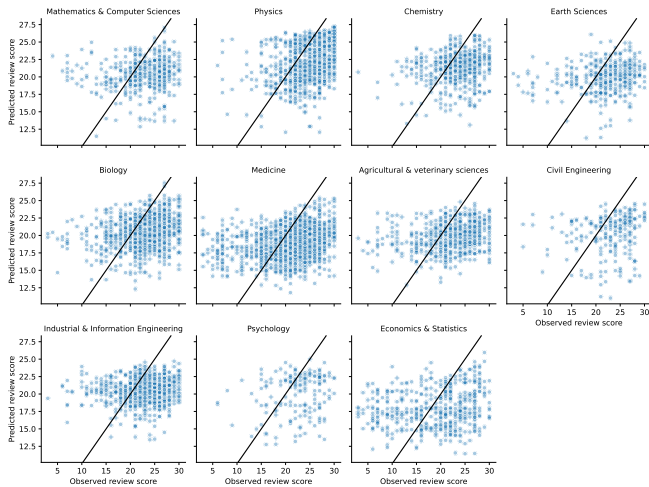 Mathematics & Computer Sciences
Physics
Chemistry
Earth Sciences
Predicted review score
27.5
25.0
22.5
20.0
17.5
15.0
12.5
Biology
Medicine
Agricultural & veterinary sciences
Civil Engineering
Predicted review score
27.5
25.0
22.5
20.0
17.5
15.0
12.5
5 10 15 20 25 30
Observed review score
Industrial & Information Engineering
Psychology
Economics & Statistics
Predicted review score
27.5
25.0
22.5
20.0
17.5
15.0
12.5
5 10 15 20 25 30
5 10 15 20 25 30
5 10 15 20 25 30
Observed review score
Observed review score
Observed review score